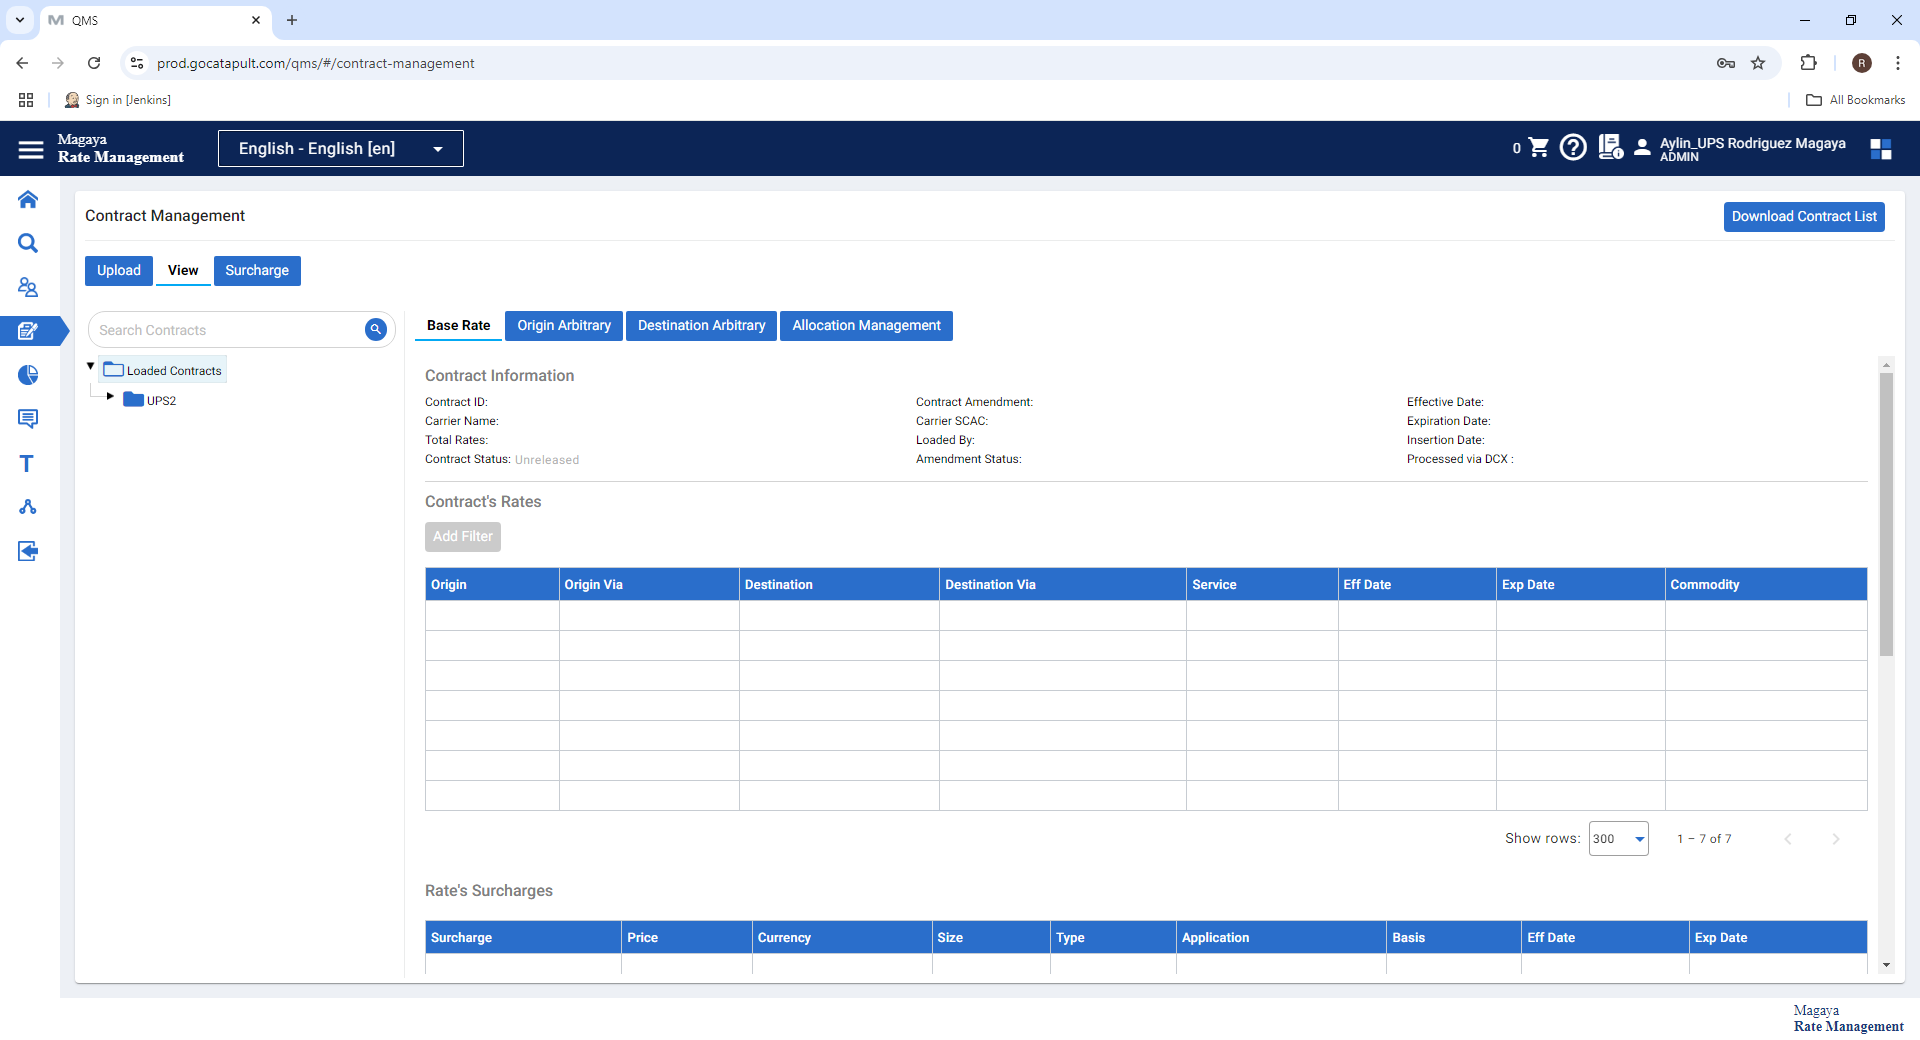 QMS
prod.gocatapult.com/qms/#/contract-management
R
Sign in [Jenkins]
All Bookmarks
Magaya
Rate Management
English - English [en]
0
Aylin_UPS Rodriguez Magaya
ADMIN
Contract Management
Download Contract List
Upload
View
Surcharge
Search Contracts
Loaded Contracts
UPS2
Base Rate
Origin Arbitrary
Destination Arbitrary
Allocation Management
Contract Information
Contract ID:
Contract Amendment:
Effective Date:
Carrier Name:
Carrier SCAC:
Expiration Date:
Total Rates:
Loaded By:
Insertion Date:
Contract Status: Unreleased
Amendment Status:
Processed via DCX :
Contract's Rates
Add Filter
Origin
Origin Via
Destination
Destination Via
Service
Eff Date
Exp Date
Commodity
Show rows: 300
1 – 7 of 7
Rate's Surcharges
Surcharge
Price
Currency
Size
Type
Application
Basis
Eff Date
Exp Date
Magaya
Rate Management